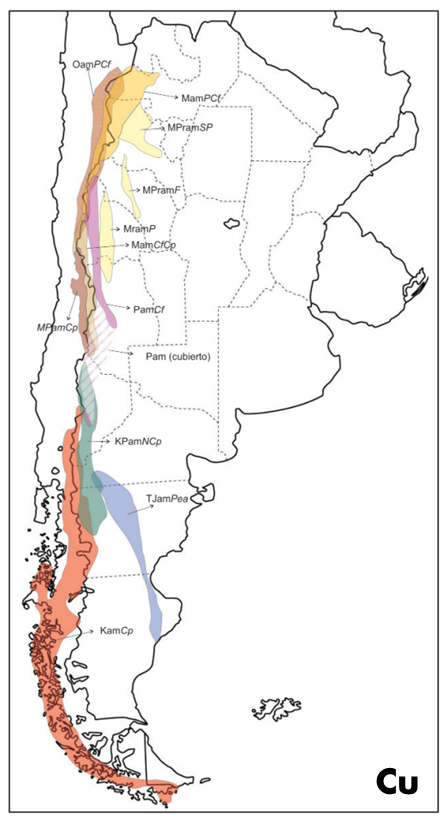 OamPCf
MamPCf
MPramSP
MPramF
MramP
MamCfCp
PamCf
MPamCp
Pam (cubierto)
KPamNCp
TJamPea
KamCp
Cu